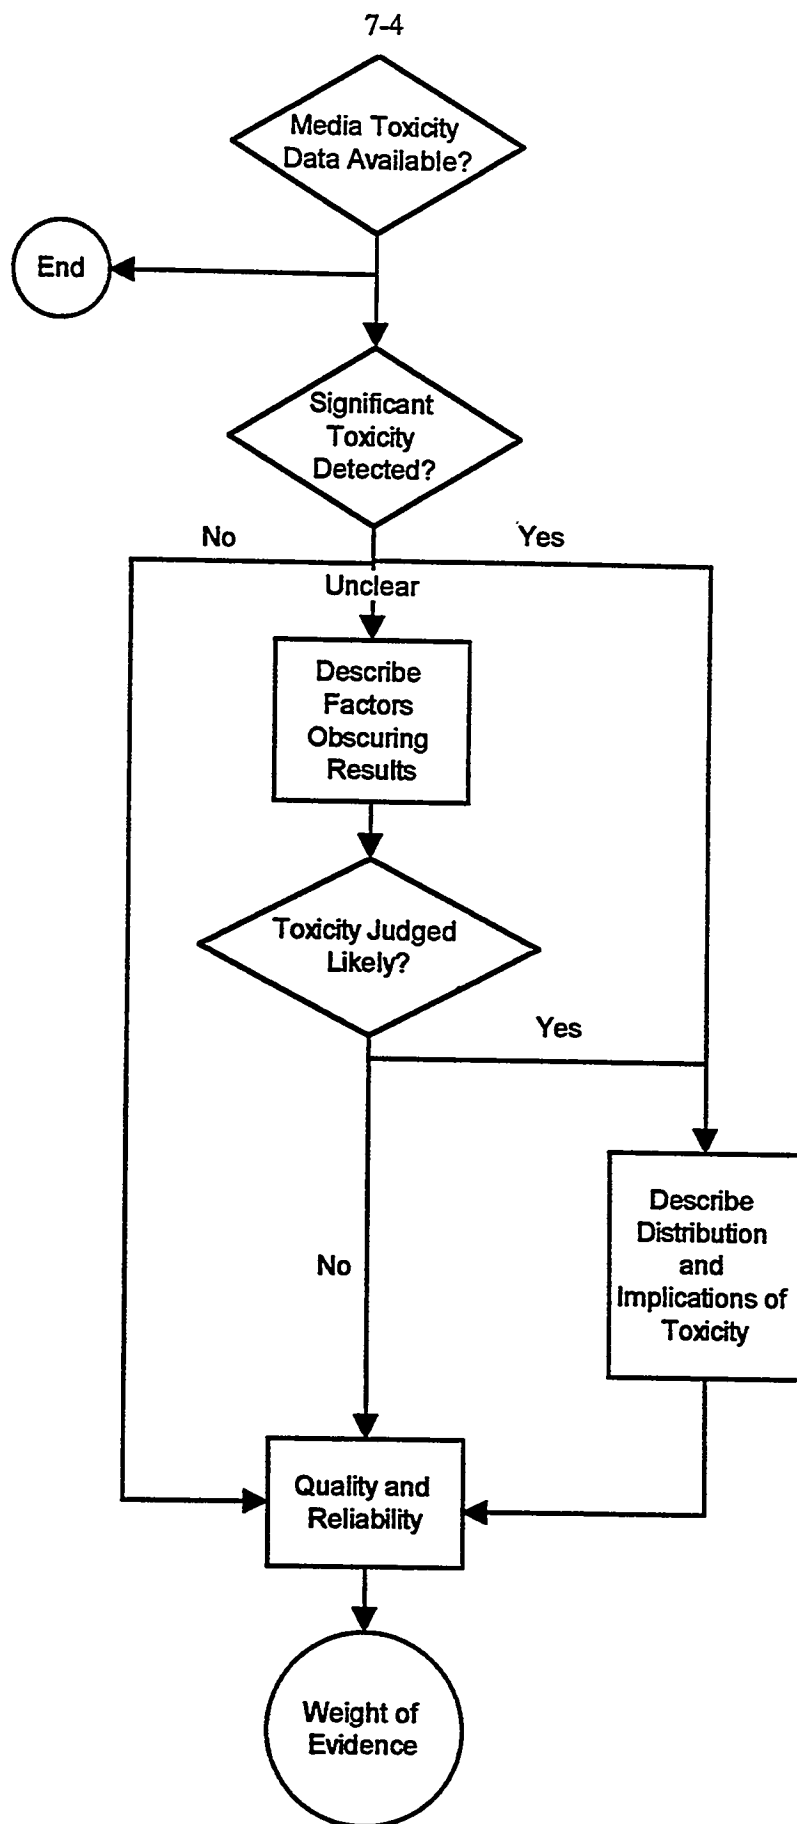 7-4
Media Toxicity
Data Available?
End
Significant
Toxicity
Detected?
No
Yes
Unclear
Describe
Factors
Obscuring
Results
Toxicity Judged
Likely?
Yes
Describe
Distribution
and
Implications of
Toxicity
No
Quality and
Reliability
Weight of
Evidence